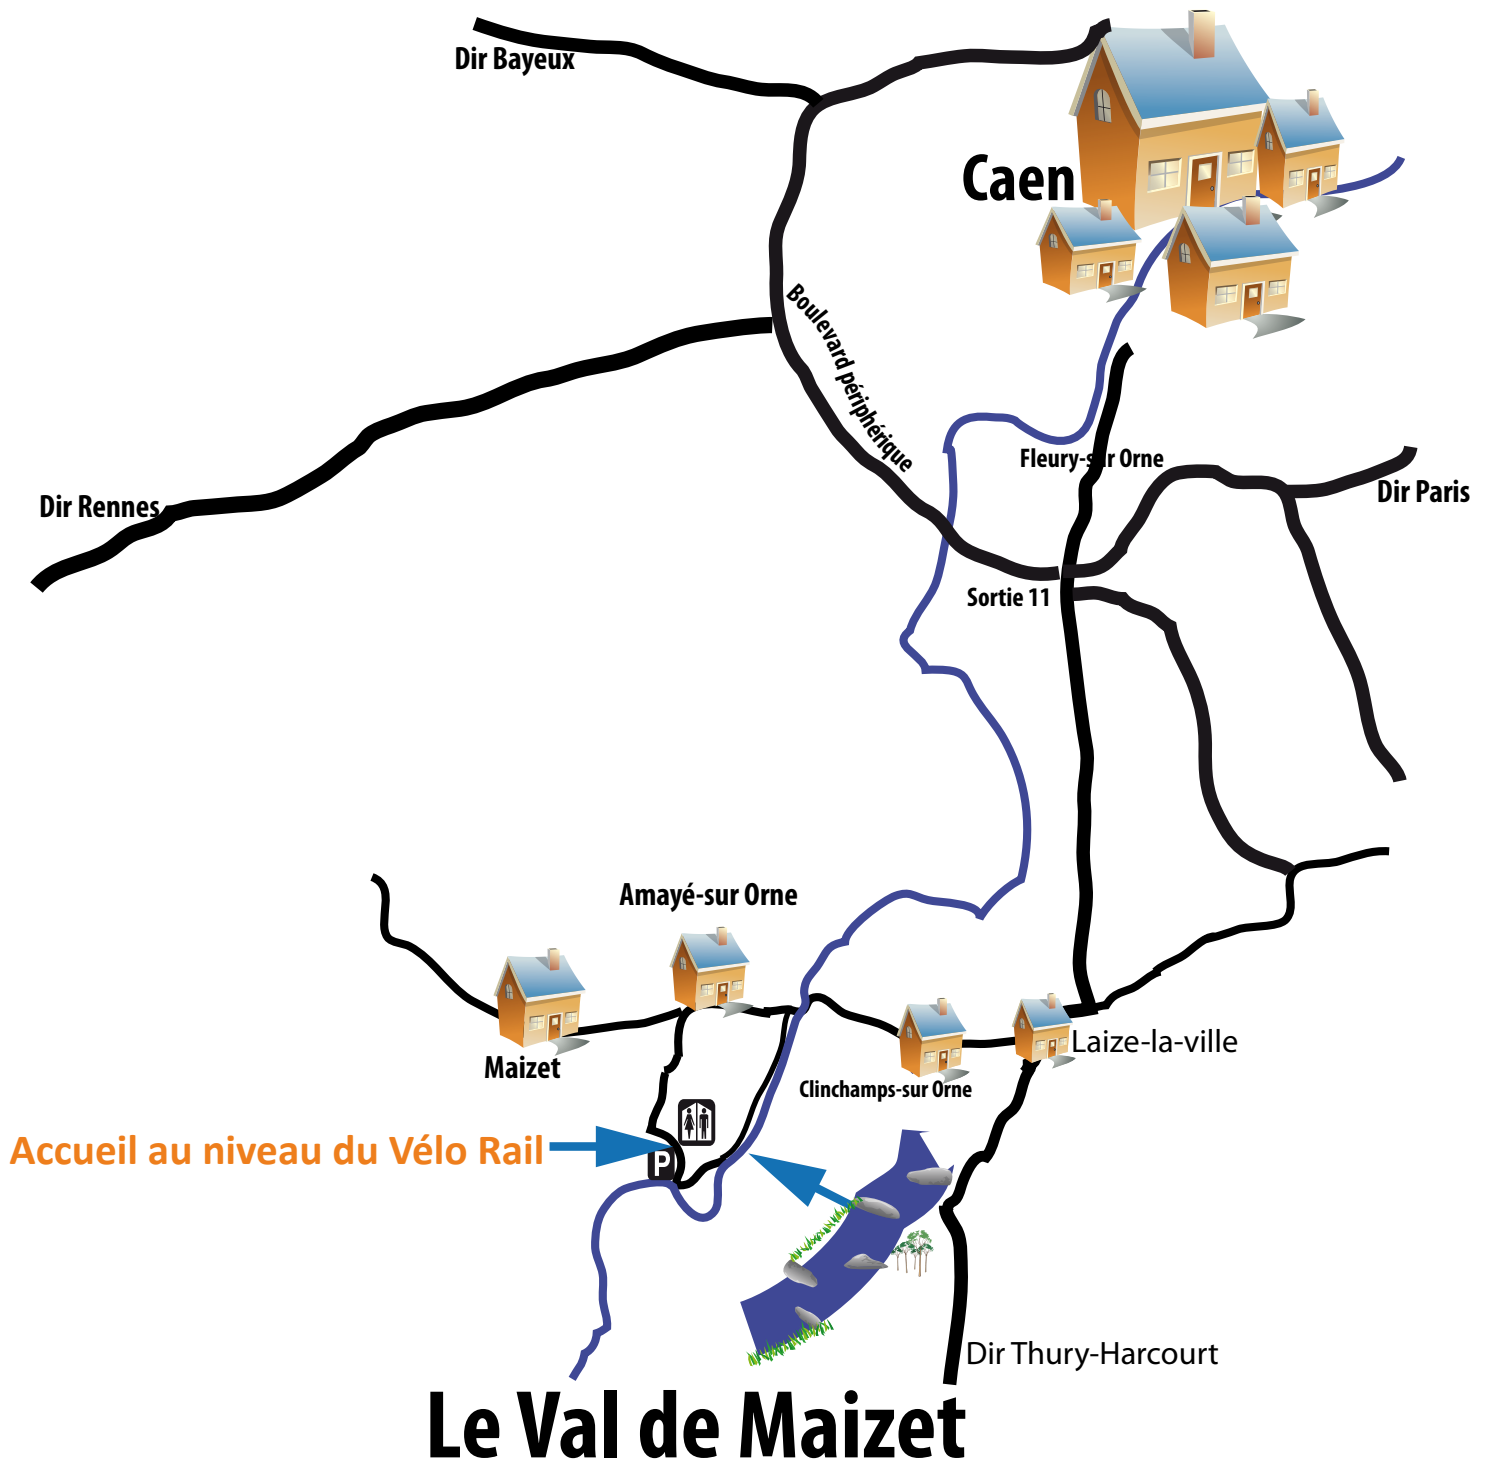 Dir Bayeux
Caen
Boulevard périphérique
Fleury-sur Orne
Dir Paris
Dir Rennes
Sortie 11
Amayé-sur Orne
Laize-la-ville
Maizet
Clinchamps-sur Orne
Accueil au niveau du Vélo Rail
P
Dir Thury-Harcourt
Le Val de Maizet